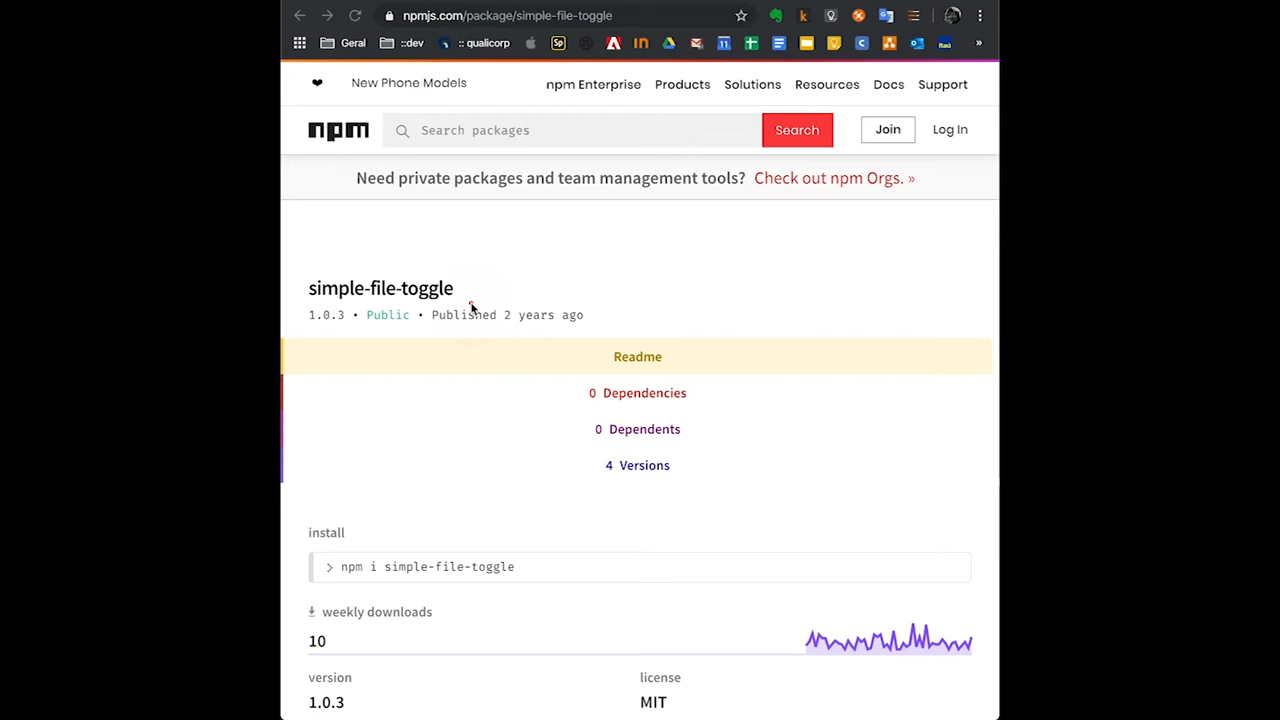 npmjs.com/package/simple-file-toggle
Geral ::dev :: qualicorp Sp in 11 C »
❤ New Phone Models npm Enterprise Products Solutions Resources Docs Support
npm Search packages Search Join Log In
Need private packages and team management tools? Check out npm Orgs. »
simple-file-toggle
1.0.3 • Public • Published 2 years ago
Readme
0 Dependencies
0 Dependents
4 Versions
install
> npm i simple-file-toggle
weekly downloads
10
version license
1.0.3 MIT